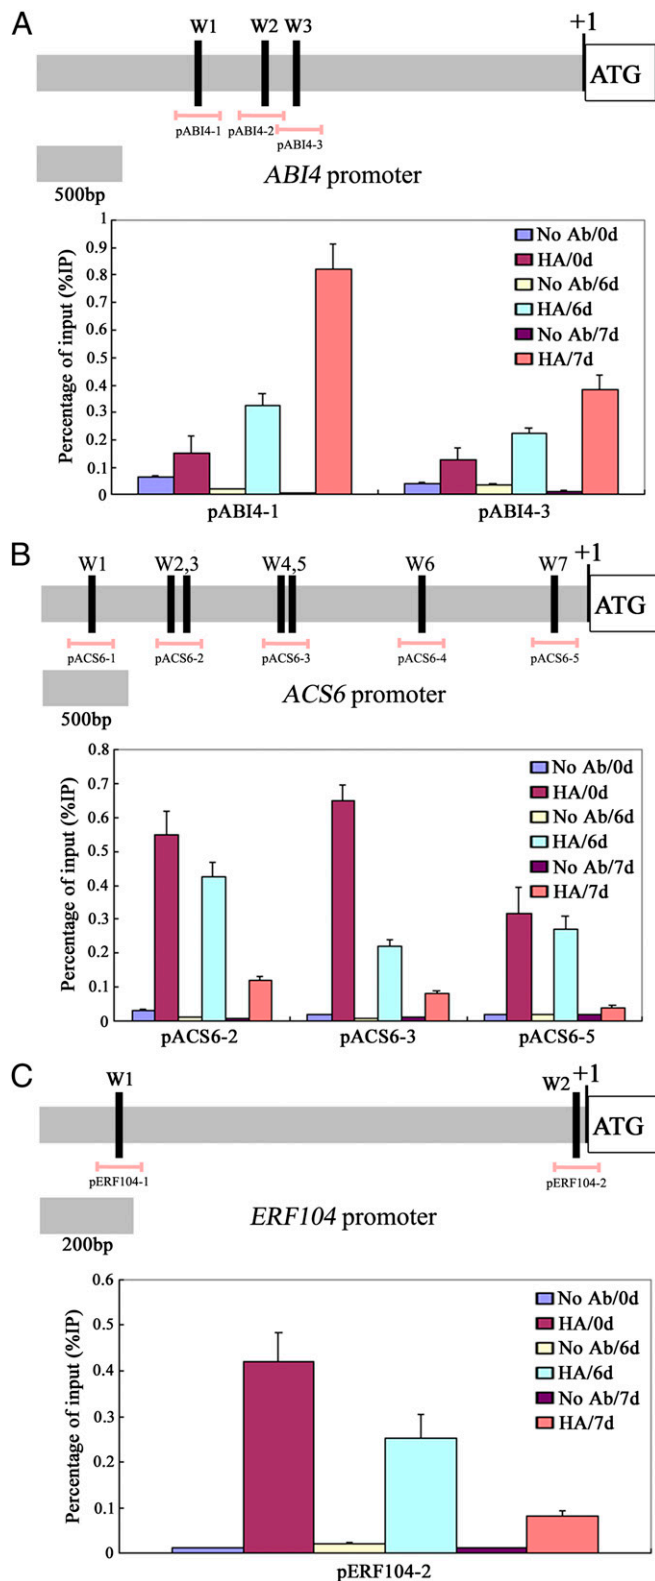 A
W1 W2 W3 +1
ATG
pABI4-1 pABI4-2
pABI4-3
500bp
ABI4 promoter
Percentage of input (%IP)
1
0.9
0.8
0.7
0.6
0.5
0.4
0.3
0.2
0.1
0
No Ab/0d
HA/0d
No Ab/6d
HA/6d
No Ab/7d
HA/7d
pABI4-1 pABI4-3
B
W1 W2,3 W4,5 W6 W7 +1
ATG
pACS6-1 pACS6-2 pACS6-3 pACS6-4 pACS6-5
500bp
ACS6 promoter
Percentage of input (%IP)
0.8
0.7
0.6
0.5
0.4
0.3
0.2
0.1
0
No Ab/0d
HA/0d
No Ab/6d
HA/6d
No Ab/7d
HA/7d
pACS6-2 pACS6-3 pACS6-5
C
W1 W2 +1
ATG
pERF104-1 pERF104-2
200bp
ERF104 promoter
Percentage of input (%IP)
0.6
0.5
0.4
0.3
0.2
0.1
0
No Ab/0d
HA/0d
No Ab/6d
HA/6d
No Ab/7d
HA/7d
pERF104-2